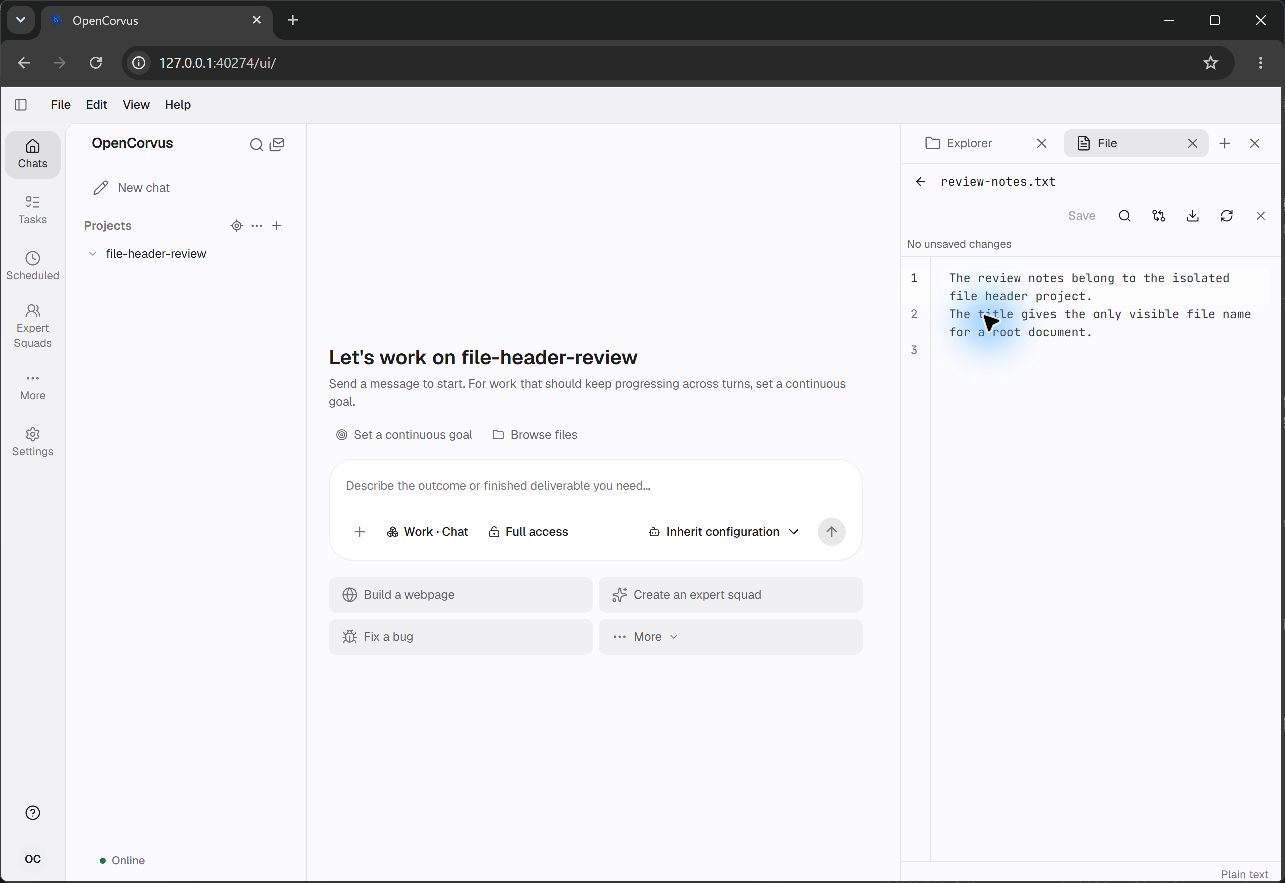 OpenCorvus
127.0.0.1:40274/ui/
File Edit View Help
Chats
Tasks
Scheduled
Expert
Squads
More
Settings
OC
OpenCorvus
New chat
Projects
file-header-review
Online
Let's work on file-header-review
Send a message to start. For work that should keep progressing across turns, set a continuous
goal.
Set a continuous goal Browse files
Describe the outcome or finished deliverable you need...
Work · Chat Full access Inherit configuration
Build a webpage Create an expert squad
Fix a bug More
Explorer File
review-notes.txt
Save
No unsaved changes
1 The review notes belong to the isolated
file header project.
2 The title gives the only visible file name
for a root document.
3
Plain text